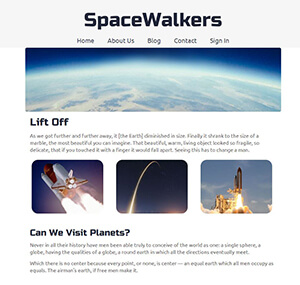 SpaceWalkers
Home About Us Blog Contact Sign In
Lift Off
As we got further and further away, it [the Earth] diminished in size. Finally it shrank to the size of a
marble, the most beautiful you can imagine. That beautiful, warm, living object looked so fragile, so
delicate, that if you touched it with a finger it would fall apart. Seeing this has to change a man.
Can We Visit Planets?
Never in all their history have men been able truly to conceive of the world as one: a single sphere, a
globe, having the qualities of a globe, a round earth in which all the directions eventually meet.
Which there is no center because every point, or none, is center — an equal earth which all men occupy as
equals. The airman's earth, if free men make it.